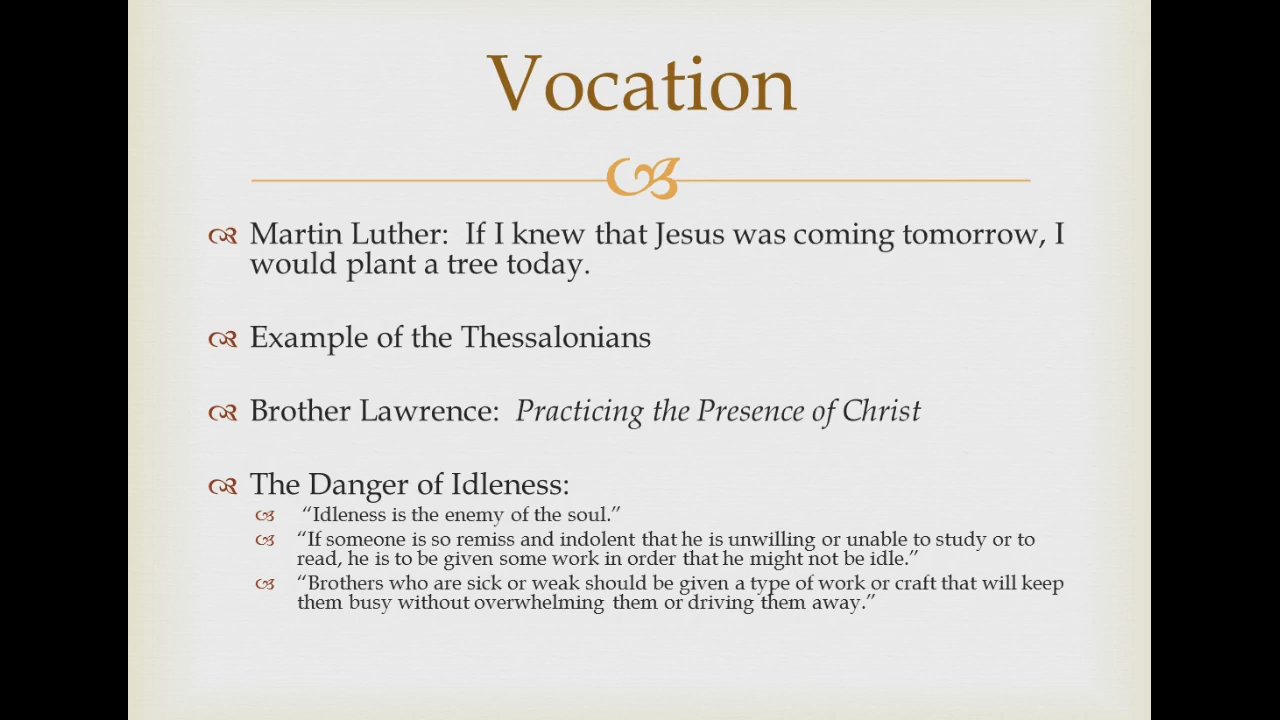 Vocation
Martin Luther:  If I knew that Jesus was coming tomorrow, I
would plant a tree today.
Example of the Thessalonians
Brother Lawrence:  Practicing the Presence of Christ
The Danger of Idleness:
“Idleness is the enemy of the soul.”
“If someone is so remiss and indolent that he is unwilling or unable to study or to
read, he is to be given some work in order that he might not be idle.”
“Brothers who are sick or weak should be given a type of work or craft that will keep
them busy without overwhelming them or driving them away.”